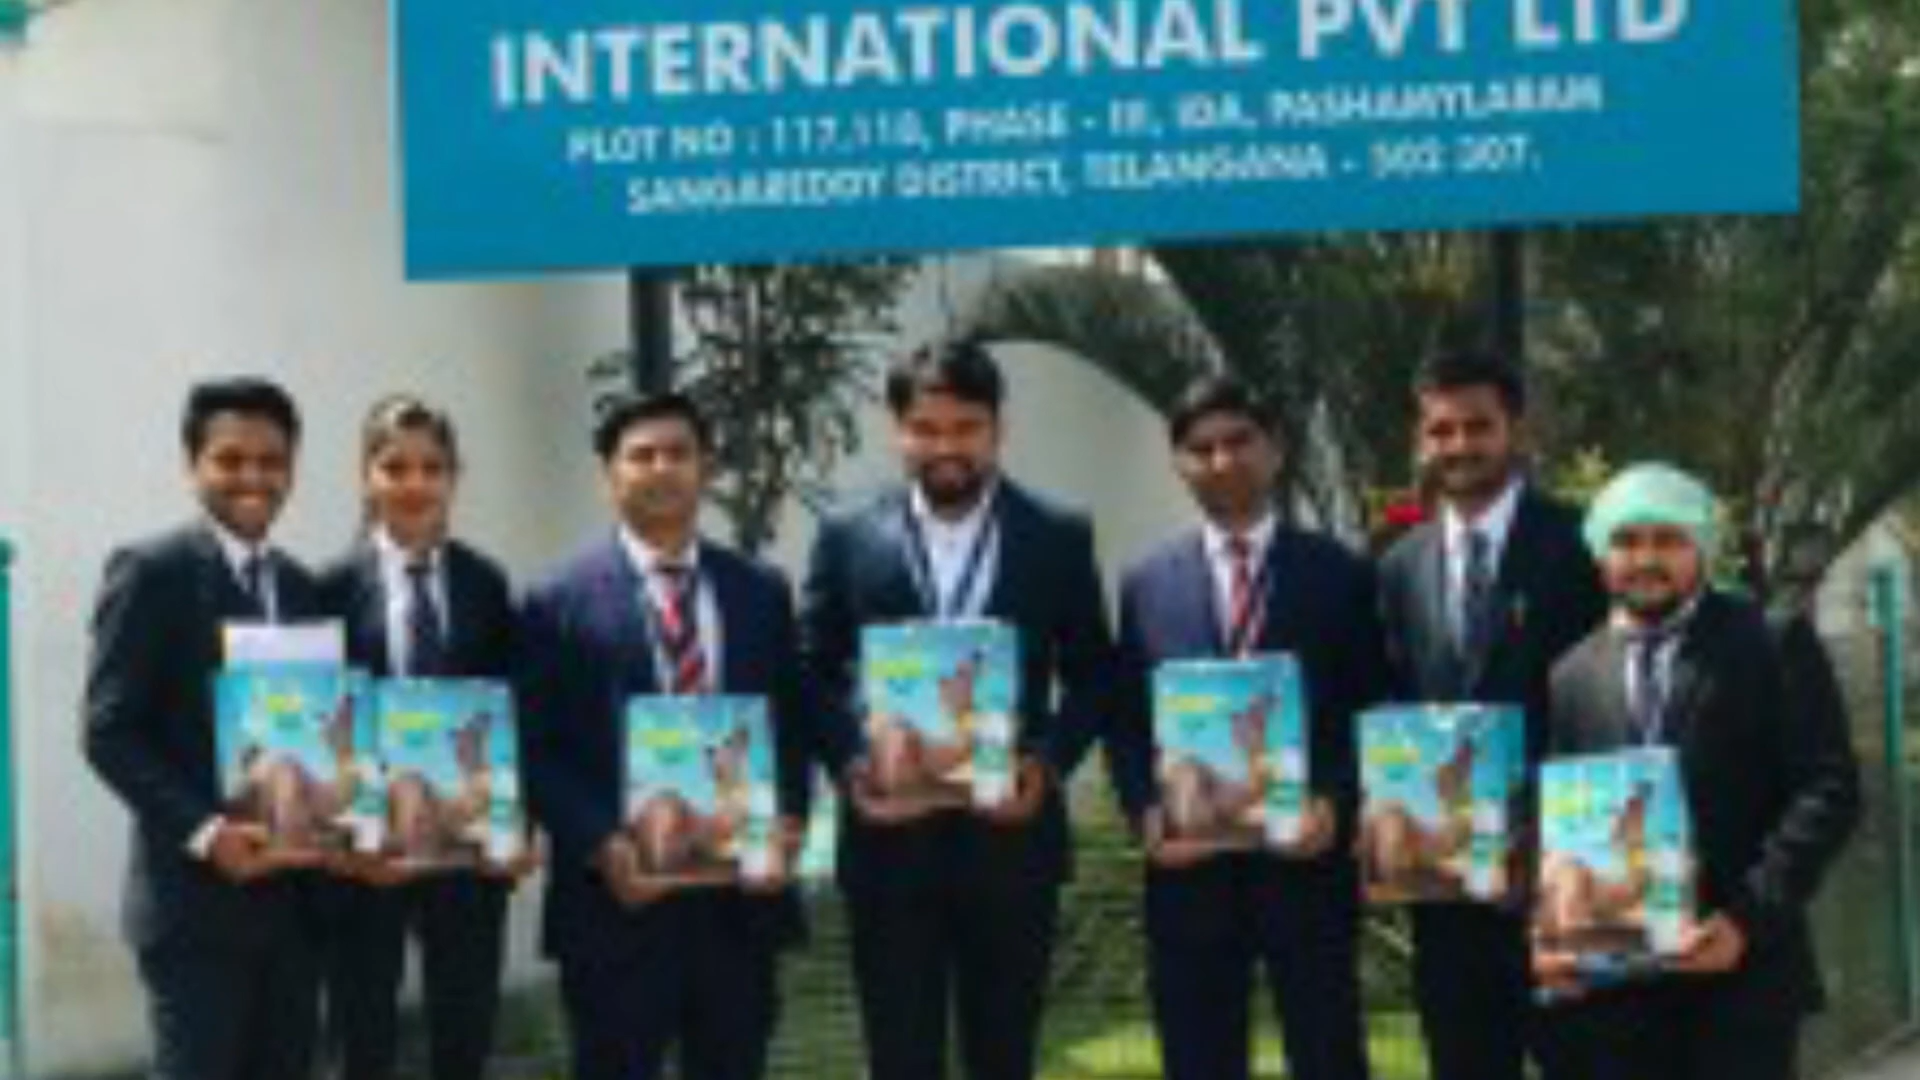 INTERNATIONAL PVT LTD
PLOT NO : 117,118, PHASE - III, IDA, PASHAMYLARAM
SANGAREDDY DISTRICT, TELANGANA - 502 307.